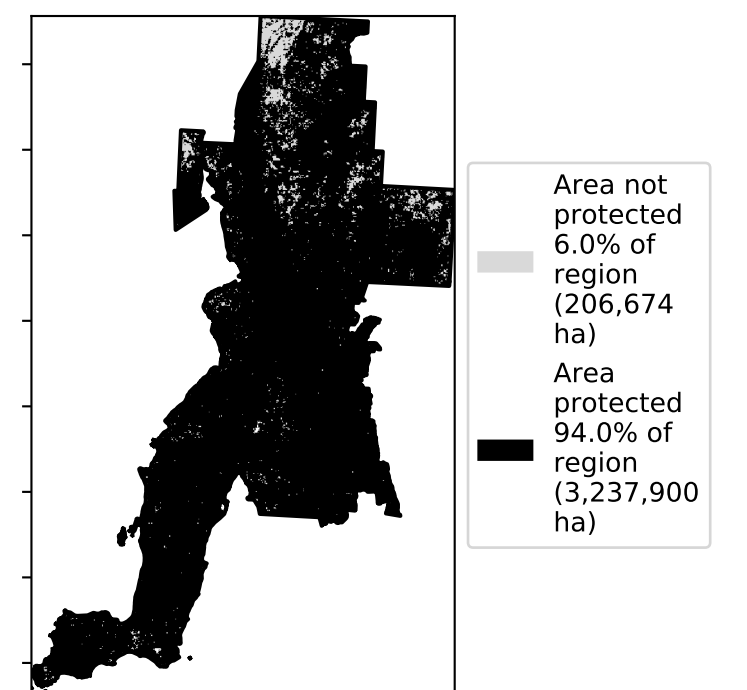 Area not
protected
6.0% of
region
(206,674
ha)
Area
protected
94.0% of
region
(3,237,900
ha)